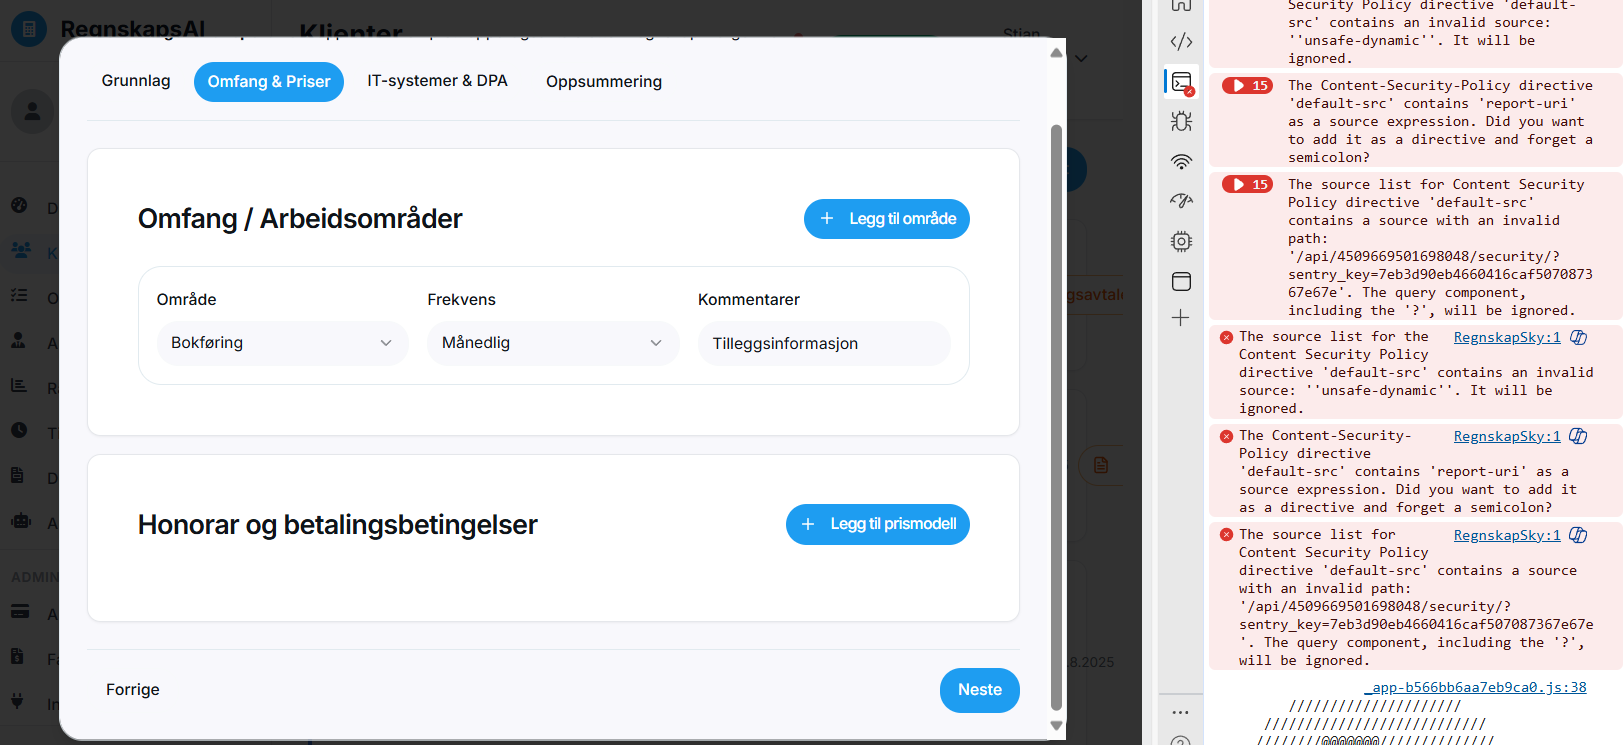 RegnskapsAI
Klienter
Stian
Grunnlag
Omfang & Priser
IT-systemer & DPA
Oppsummering
Omfang / Arbeidsområder
Legg til område
Område
Frekvens
Kommentarer
Bokføring
Månedlig
Tilleggsinformasjon
Honorar og betalingsbetingelser
Legg til prismodell
Forrige
Neste
ADMIN
gsavtale
.8.2025
Security Policy directive 'default-
src' contains an invalid source:
''unsafe-dynamic''. It will be
ignored.
15
The Content-Security-Policy directive
'default-src' contains 'report-uri'
as a source expression. Did you want
to add it as a directive and forget a
semicolon?
15
The source list for Content Security
Policy directive 'default-src'
contains a source with an invalid
path:
'/api/4509669501698048/security/?
sentry_key=7eb3d90eb4660416caf5070873
67e67e'. The query component,
including the '?', will be ignored.
The source list for the
RegnskapSky:1
Content Security Policy
directive 'default-src' contains an invalid
source: ''unsafe-dynamic''. It will be
ignored.
The Content-Security-
RegnskapSky:1
Policy directive
'default-src' contains 'report-uri' as a
source expression. Did you want to add it
as a directive and forget a semicolon?
The source list for
RegnskapSky:1
Content Security Policy
directive 'default-src' contains a source
with an invalid path:
'/api/4509669501698048/security/?
sentry_key=7eb3d90eb4660416caf507087367e67e
'. The query component, including the '?',
will be ignored.
_app-b566bb6aa7eb9ca0.js:38
/////////////////////
///////////////////////////
////////@@@@@@@//////////////